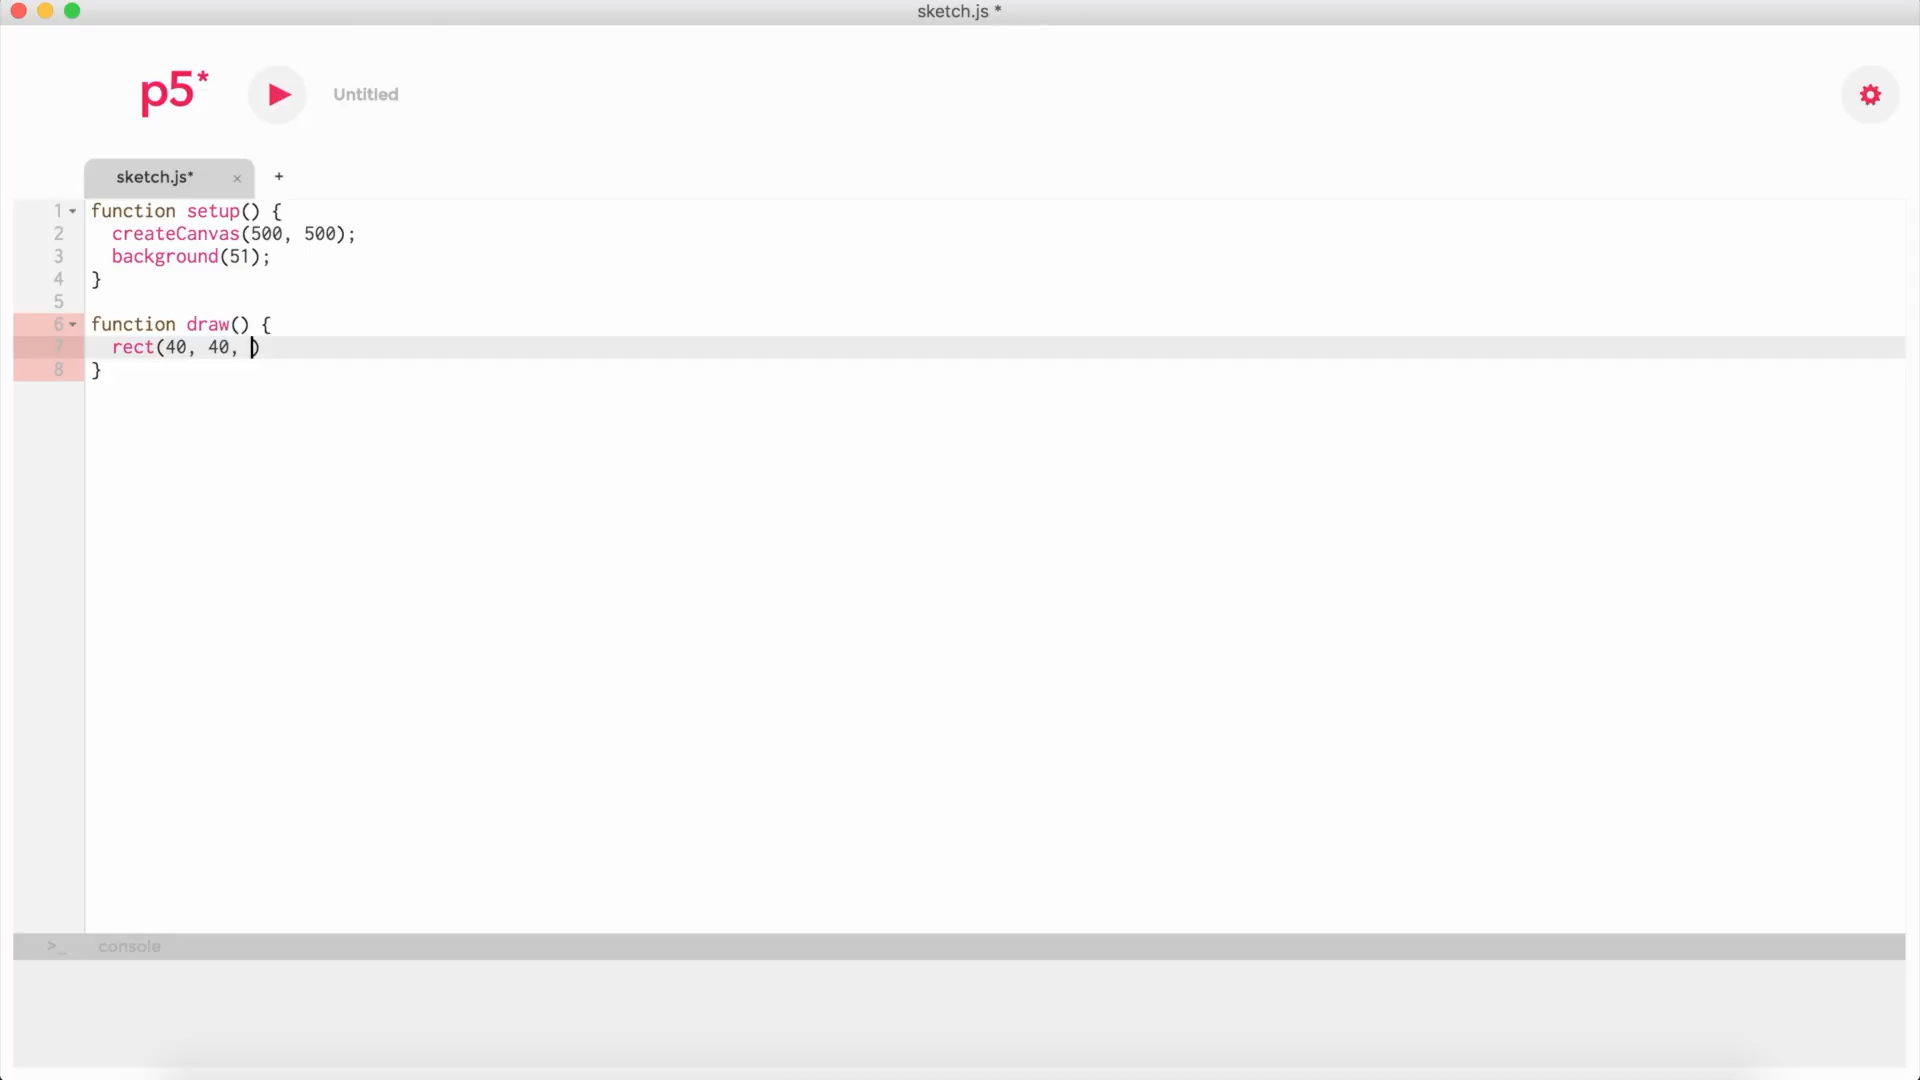 sketch.js *
p5* Untitled
sketch.js* × +
1 function setup() {
2   createCanvas(500, 500);
3   background(51);
4 }
5
6 function draw() {
7   rect(40, 40, )
8 }
>_ console